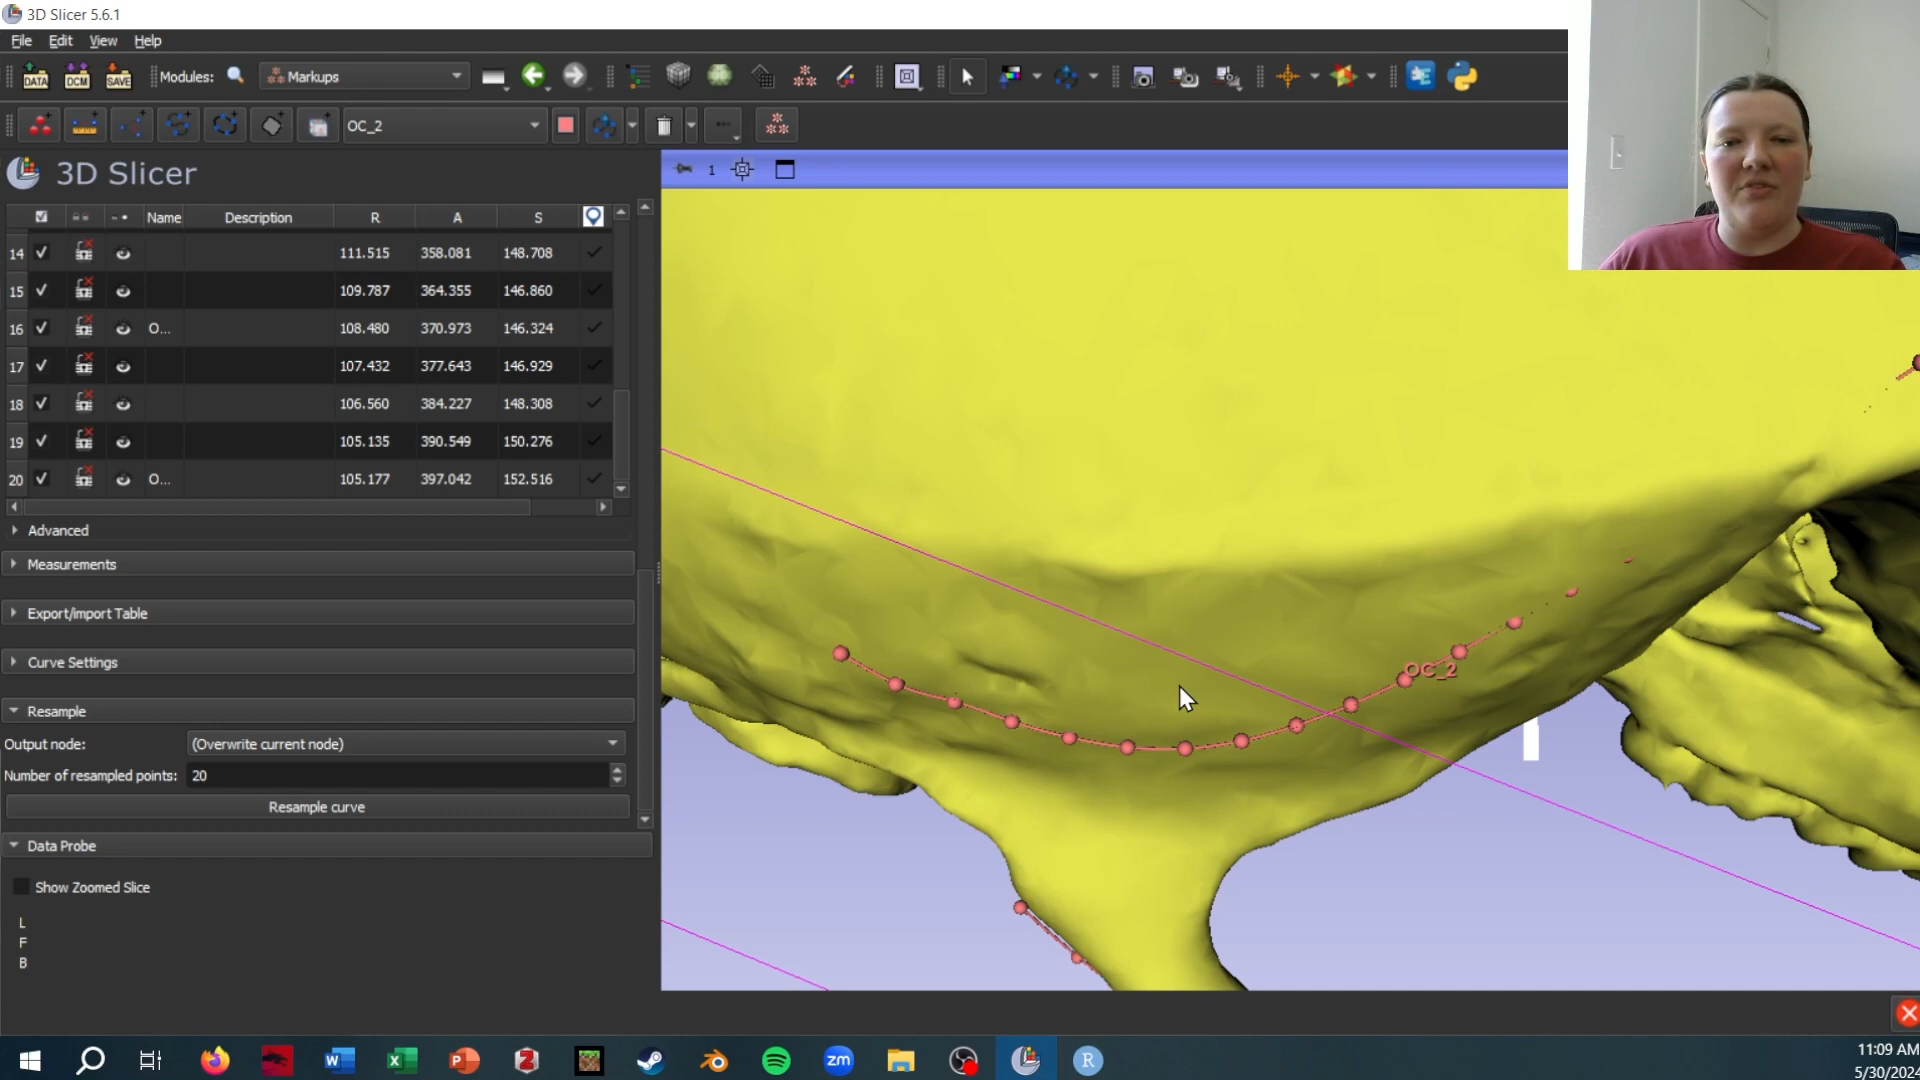 3D Slicer 5.6.1
File Edit View Help
DATA DCM SAVE Modules: Markups
OC_2
3D Slicer
1
Name Description R A S
14 111.515 358.081 148.708
15 109.787 364.355 146.860
16 O... 108.480 370.973 146.324
17 107.432 377.643 146.929
18 106.560 384.227 148.308
19 105.135 390.549 150.276
20 O... 105.177 397.042 152.516
Advanced
Measurements
Export/import Table
Curve Settings
Resample
Output node: (Overwrite current node)
Number of resampled points: 20
Resample curve
Data Probe
Show Zoomed Slice
L
F
B
OC_2
I
W X P Z zm R
11:09 AM
5/30/2024